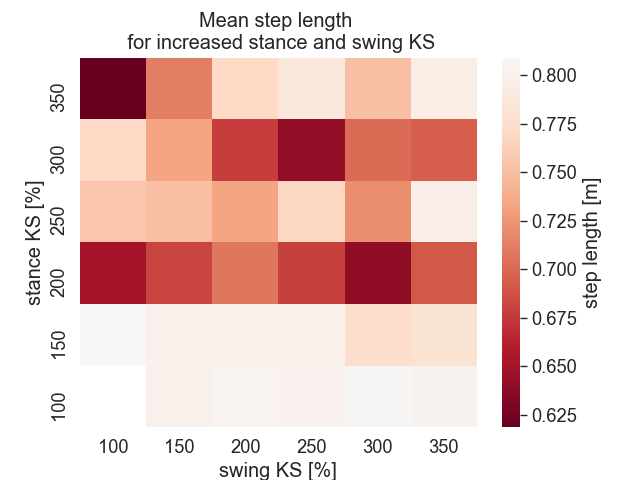 Mean step length
for increased stance and swing KS
stance KS [%]
350
300
250
200
150
100
100 150 200 250 300 350
swing KS [%]
0.800
0.775
0.750
0.725
0.700
0.675
0.650
0.625
step length [m]